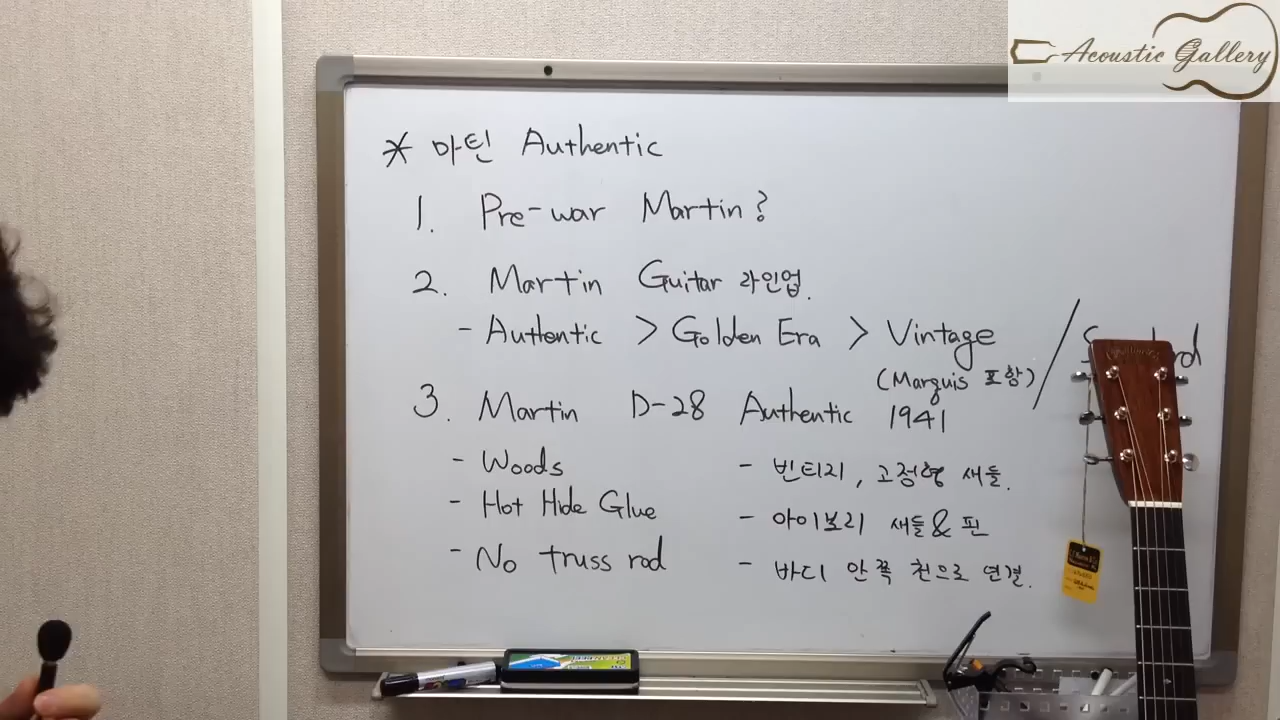 Acoustic Gallery
* 마틴 Authentic
1. Pre-war Martin?
2. Martin Guitar 라인업.
- Authentic > Golden Era > Vintage /
(Marquis 포함)
3. Martin D-28 Authentic 1941
- Woods
- Hot Hide Glue
- No truss rod
- 빈티지, 고정형 새들.
- 아이보리 새들 & 핀
- 바디 안쪽 천으로 연결.